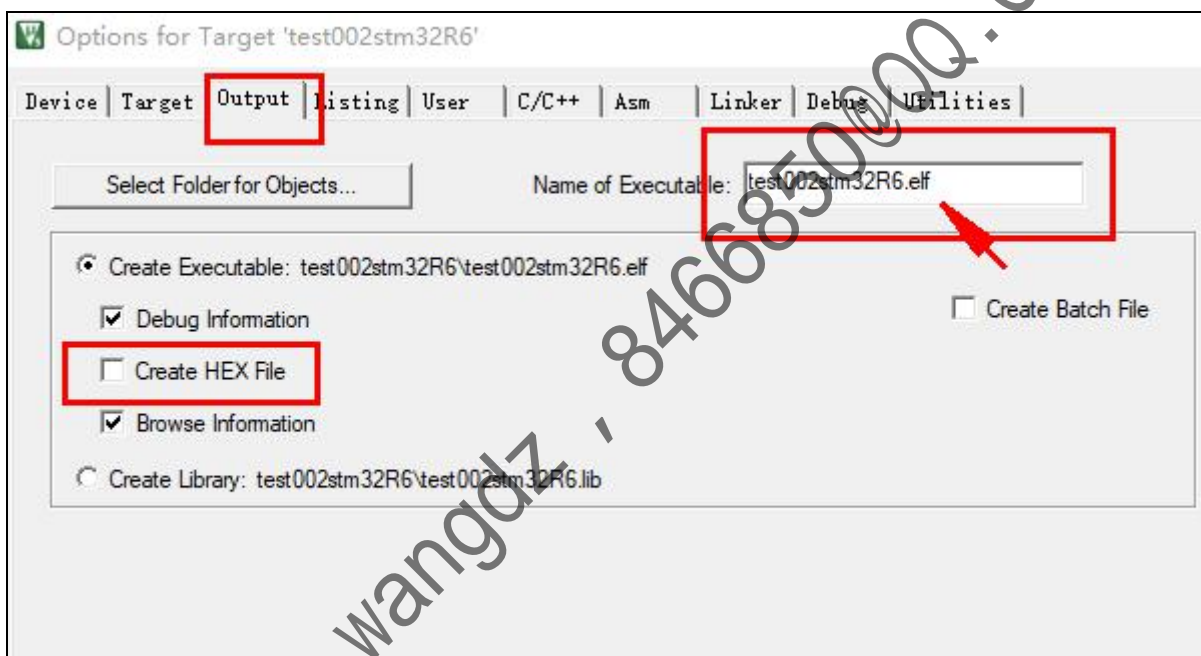 Options for Target 'test002stm32R6'
Device Target Output Listing User C/C++ Asm Linker Debug Utilities
Select Folder for Objects... Name of Executable: test002stm32R6.elf
Create Executable: test002stm32R6\test002stm32R6.elf
Debug Information Create Batch File
Create HEX File
Browse Information
Create Library: test002stm32R6\test002stm32R6.lib
wangdz , 8466850@QQ.